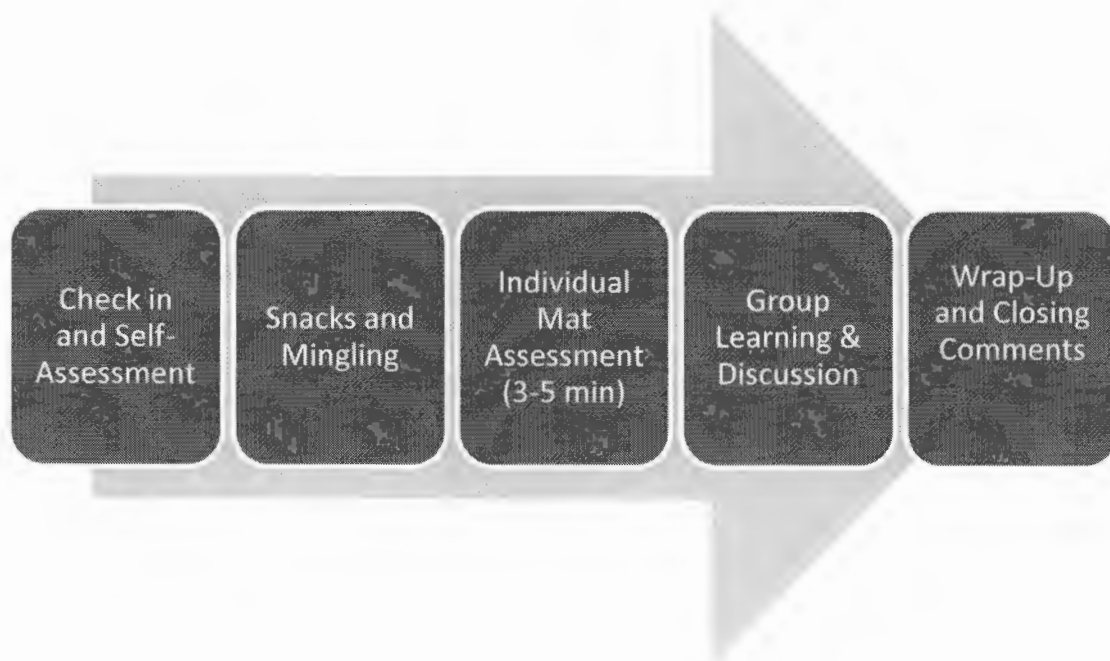 Check in
and Self-
Assessment
Snacks and
Mingling
Individual
Mat
Assessment
(3-5 min)
Group
Learning &
Discussion
Wrap-Up
and Closing
Comments